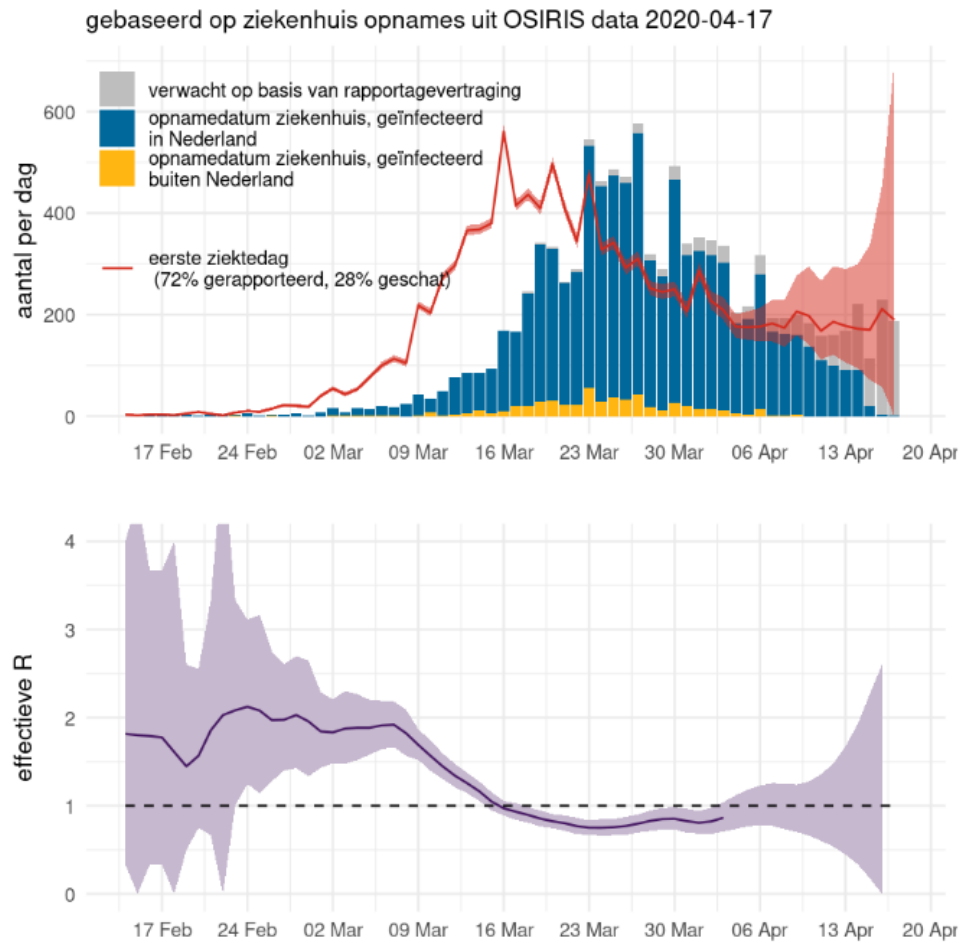 gebaseerd op ziekenhuis opnames uit OSIRIS data 2020-04-17
aantal per dag
600
400
200
0
verwacht op basis van rapportagevertraging
opnamedatum ziekenhuis, geïnfecteerd
in Nederland
opnamedatum ziekenhuis, geïnfecteerd
buiten Nederland
eerste ziektedag
(72% gerapporteerd, 28% geschat)
17 Feb 24 Feb 02 Mar 09 Mar 16 Mar 23 Mar 30 Mar 06 Apr 13 Apr 20 Apr
effectieve R
4
3
2
1
0
17 Feb 24 Feb 02 Mar 09 Mar 16 Mar 23 Mar 30 Mar 06 Apr 13 Apr 20 Apr